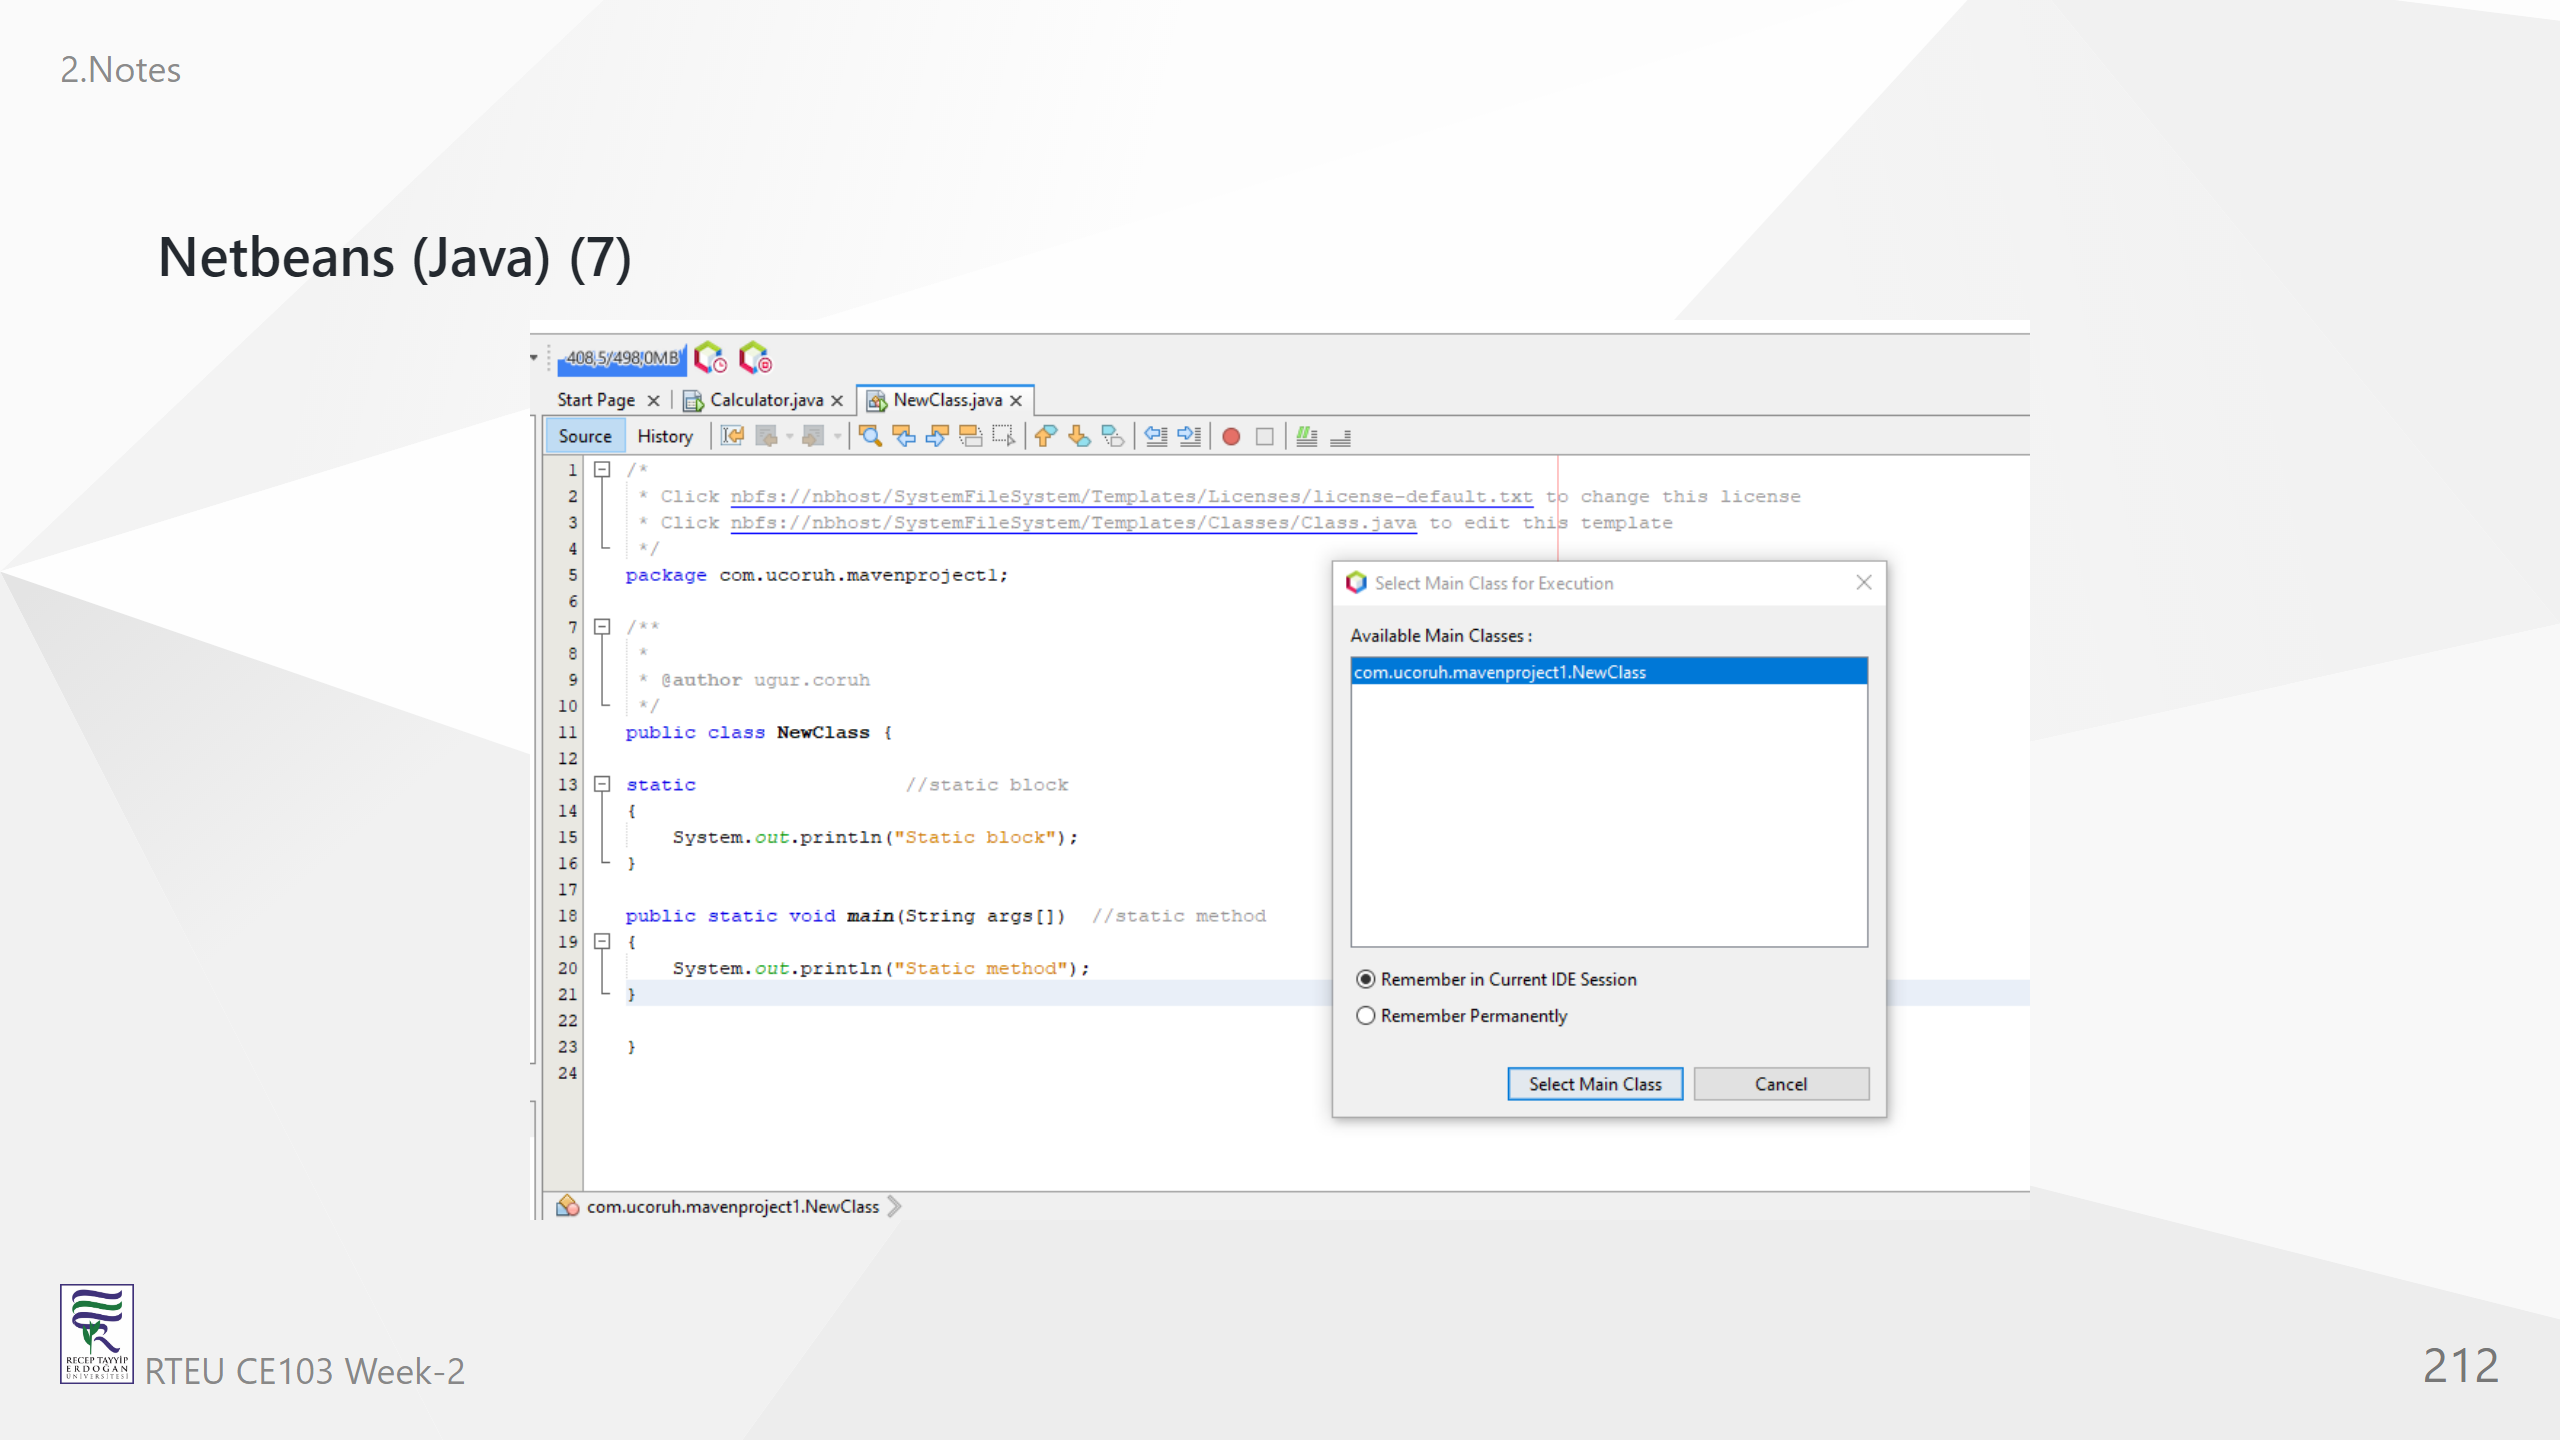 2.Notes
Netbeans (Java) (7)
408,5/498,0MB
Start Page Calculator.java NewClass.java
Source History
1 /*
2 * Click nbfs://nbhost/SystemFileSystem/Templates/Licenses/license-default.txt to change this license
3 * Click nbfs://nbhost/SystemFileSystem/Templates/Classes/Class.java to edit this template
4 */
5 package com.ucoruh.mavenproject1;
6
7 /**
8 *
9 * @author ugur.coruh
10 */
11 public class NewClass {
12
13 static //static block
14 {
15 System.out.println("Static block");
16 }
17
18 public static void main(String args[]) //static method
19 {
20 System.out.println("Static method");
21 }
22
23 }
24
Select Main Class for Execution
Available Main Classes :
com.ucoruh.mavenproject1.NewClass
Remember in Current IDE Session
Remember Permanently
Select Main Class Cancel
com.ucoruh.mavenproject1.NewClass
RECEP TAYYİP
ERDOĞAN
ÜNİVERSİTESİ
RTEU CE103 Week-2
212